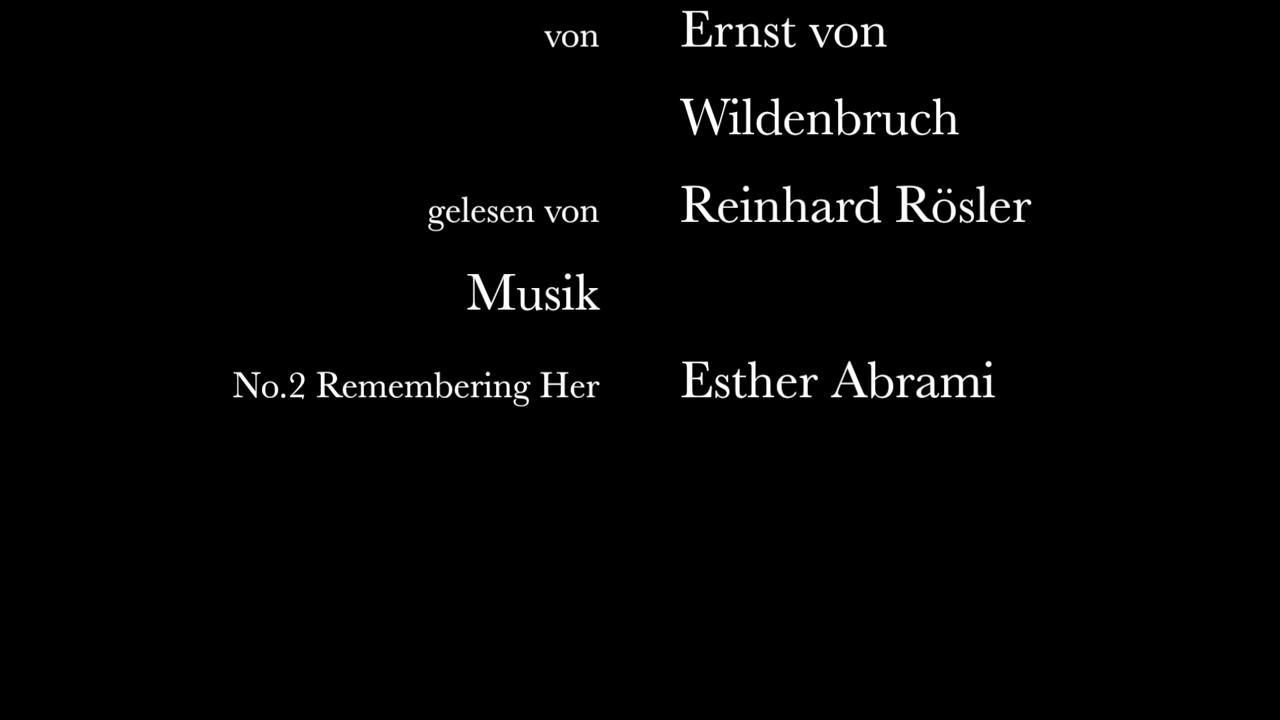 von Ernst von
Wildenbruch
gelesen von Reinhard Rösler
Musik
No.2 Remembering Her Esther Abrami